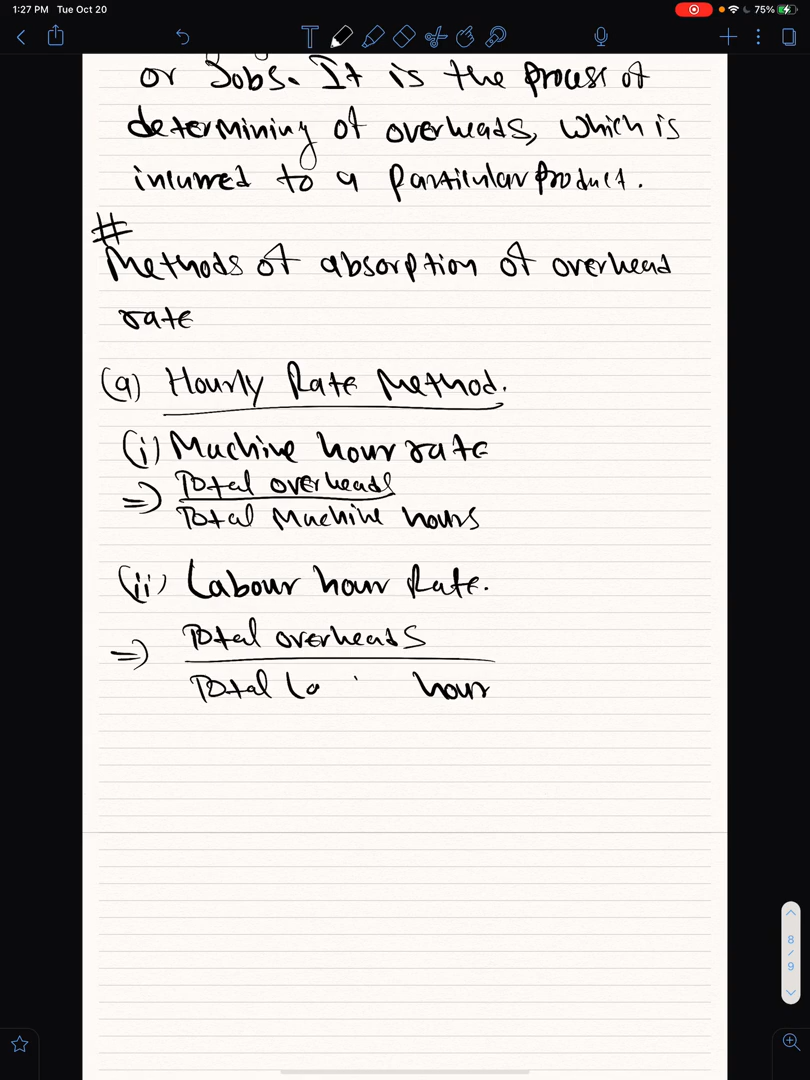 1:27 PM Tue Oct 20
75%
or Jobs. It is the process of
determining of overheads, which is
incurred to a particular product.
#
Methods of absorption of overhead
rate
(a) Hourly Rate Method.
(i) Machine hour rate
=> Total overheads
Total Machine hours
(ii) Labour hour Rate.
=> Total overheads
Total La hour
8
/
9